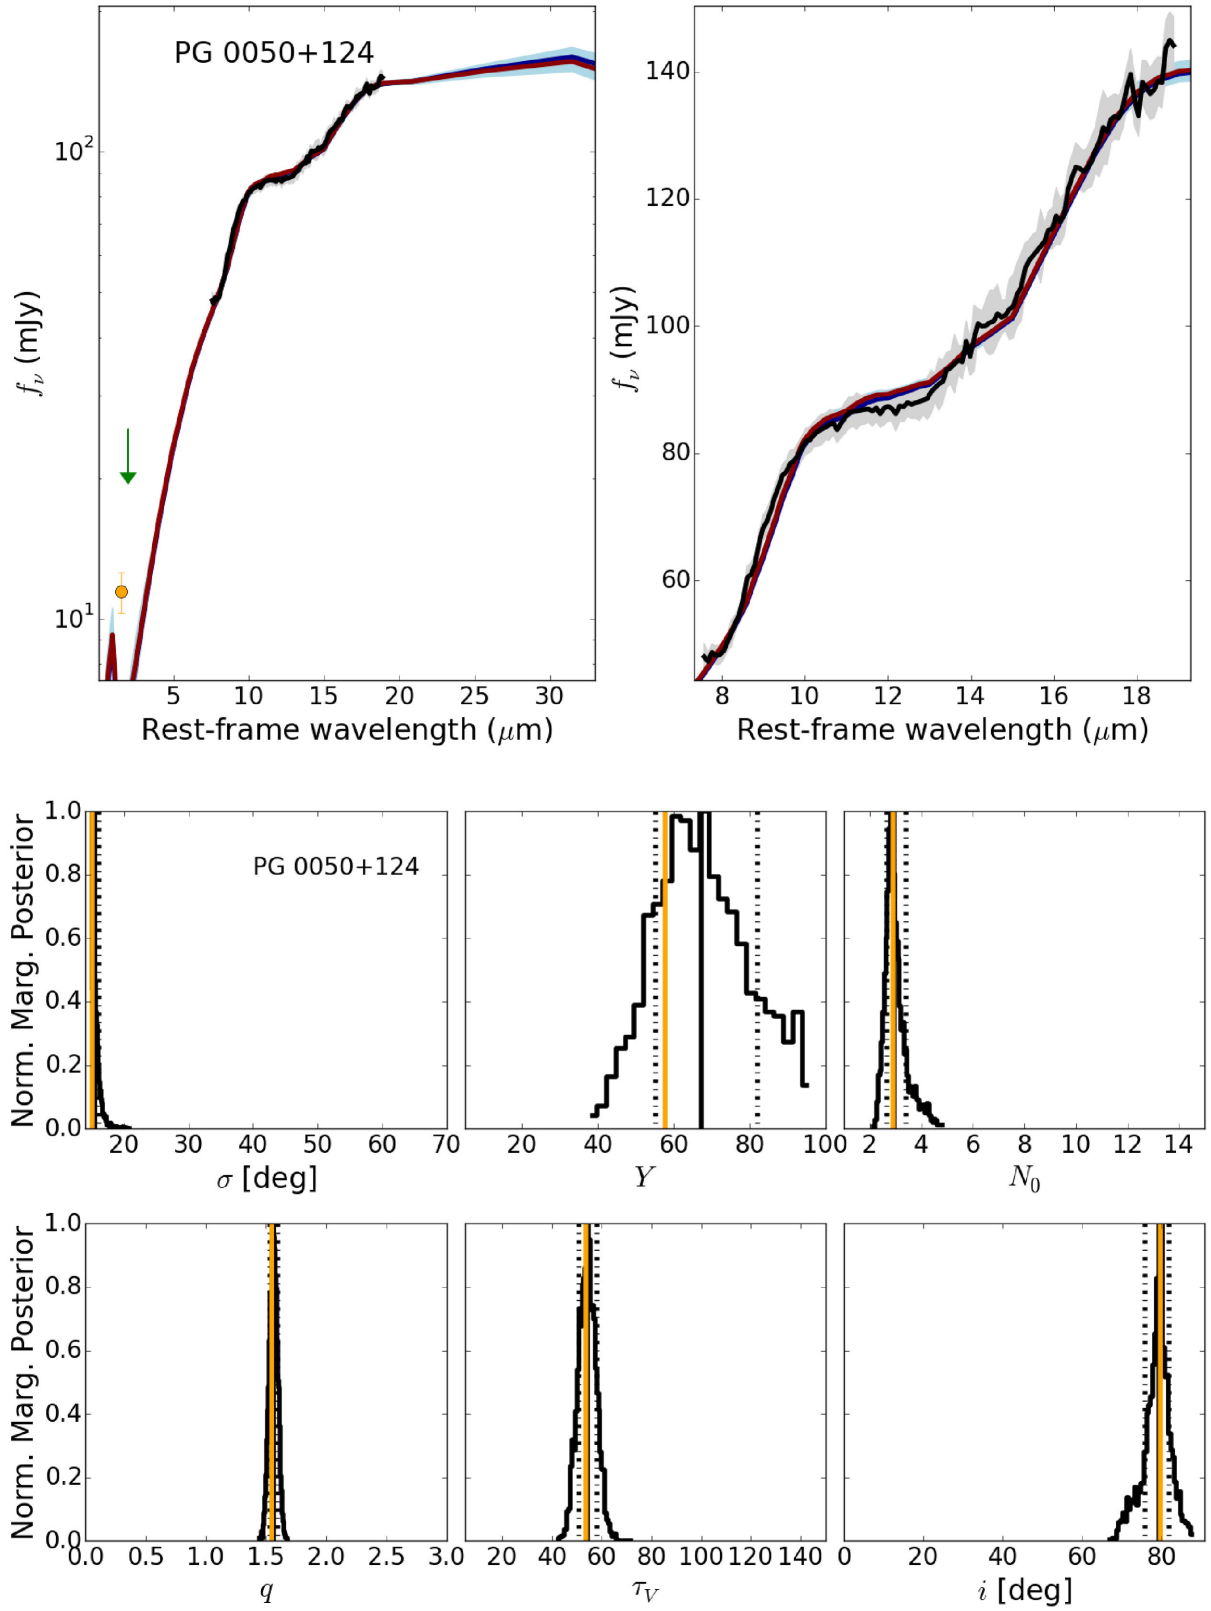 PG 0050+124
10²
10¹
f_ν (mJy)
5 10 15 20 25 30
Rest-frame wavelength (μm)
140
120
100
80
60
f_ν (mJy)
8 10 12 14 16 18
Rest-frame wavelength (μm)
Norm. Marg. Posterior
1.0
0.8
0.6
0.4
0.2
0.0
PG 0050+124
20 30 40 50 60 70
σ [deg]
20 40 60 80 100
Y
2 4 6 8 10 12 14
N₀
Norm. Marg. Posterior
1.0
0.8
0.6
0.4
0.2
0.0
0.0 0.5 1.0 1.5 2.0 2.5 3.0
q
20 40 60 80 100 120 140
τ_V
0 20 40 60 80
i [deg]